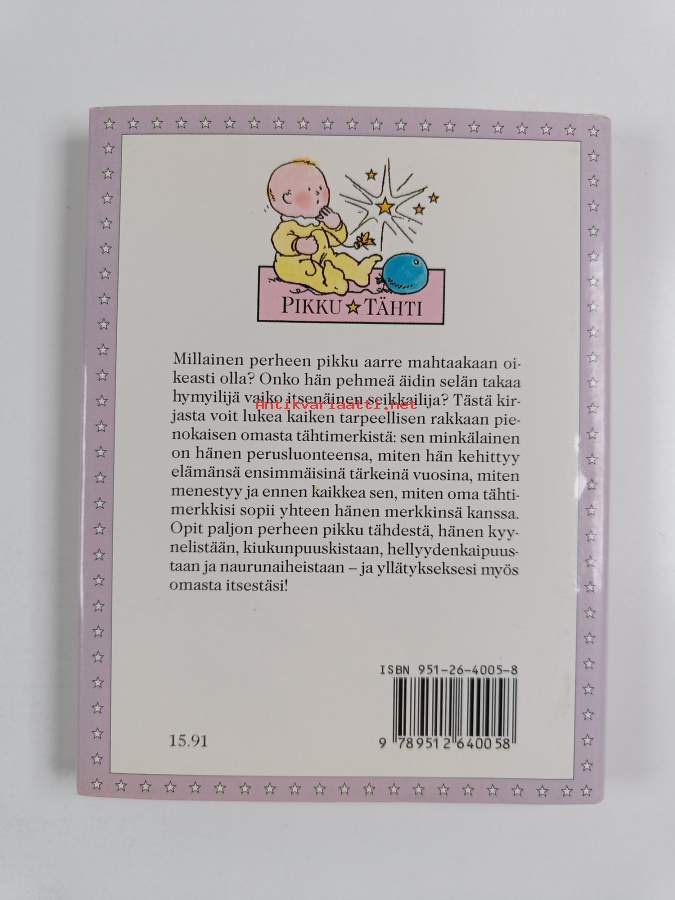 PIKKU TÄHTI
Millainen perheen pikku aarre mahtaakaan oi-
keasti olla? Onko hän pehmeä äidin selän takaa
hymyilijä vaiko itsenäinen seikkailija? Tästä kir-
Antikvariaatti.net
jasta voit lukea kaiken tarpeellisen rakkaan pie-
nokaisen omasta tähtimerkistä: sen minkälainen
on hänen perusluonteensa, miten hän kehittyy
elämänsä ensimmäisinä tärkeinä vuosina, miten
menestyy ja ennen kaikkea sen, miten oma tähti-
merkkisi sopii yhteen hänen merkkinsä kanssa.
Opit paljon perheen pikku tähdestä, hänen kyy-
nelistään, kiukunpuuskistaan, hellyydenkaipuus-
taan ja naurunaiheistaan – ja yllätykseksesi myös
omasta itsestäsi!
ISBN 951-26-4005-8
15.91
9 789512 640058